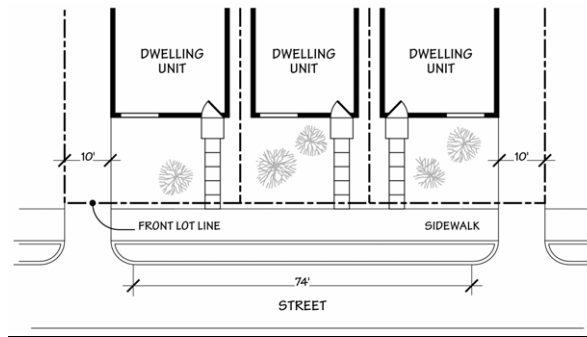 DWELLING
UNIT
DWELLING
UNIT
DWELLING
UNIT
10'
10'
FRONT LOT LINE
SIDEWALK
74'
STREET